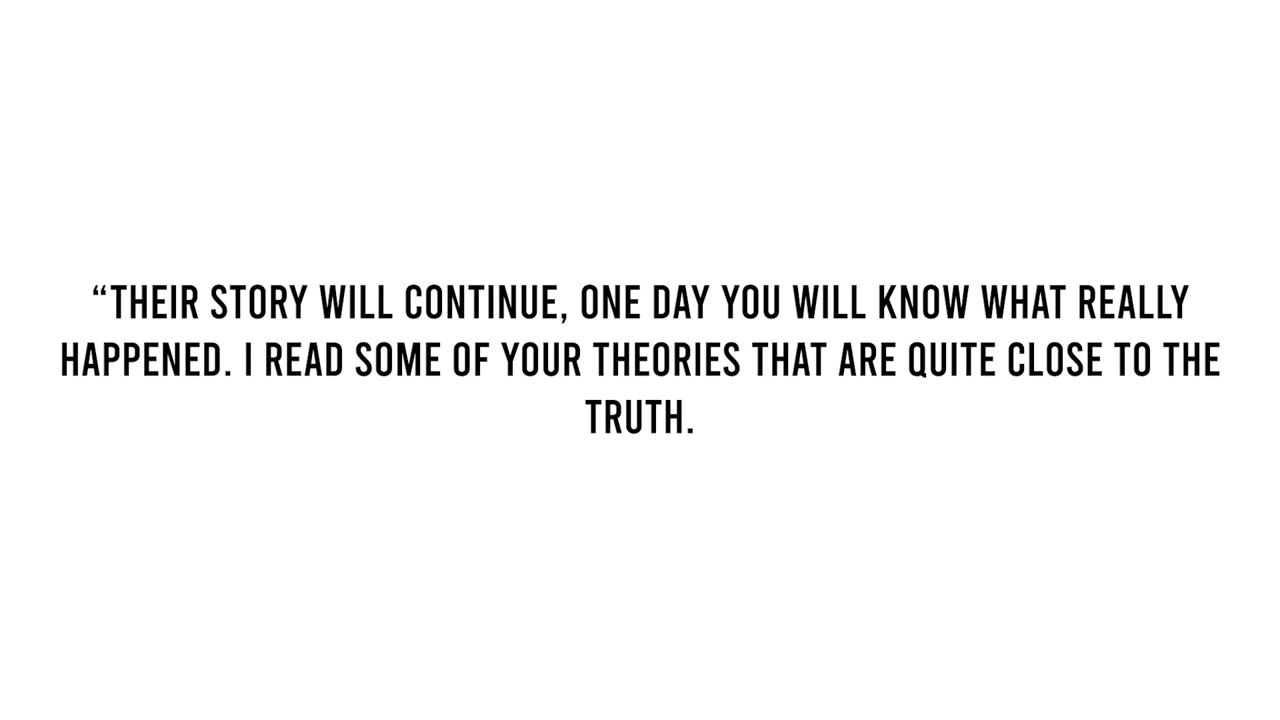 “THEIR STORY WILL CONTINUE, ONE DAY YOU WILL KNOW WHAT REALLY
HAPPENED. I READ SOME OF YOUR THEORIES THAT ARE QUITE CLOSE TO THE
TRUTH.